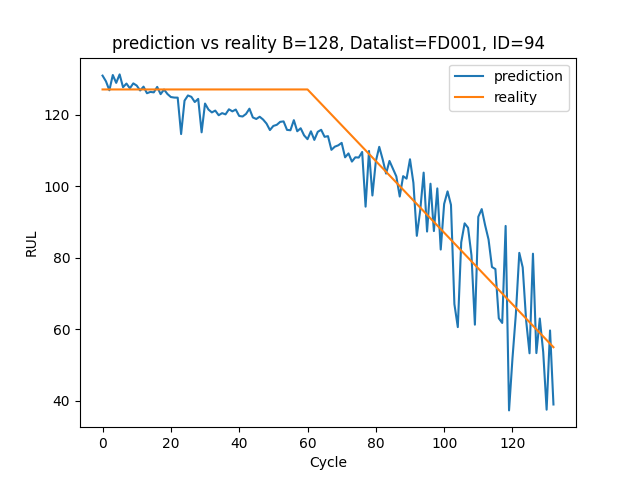 prediction vs reality B=128, Datalist=FD001, ID=94
prediction
reality
RUL
120
100
80
60
40
0 20 40 60 80 100 120
Cycle